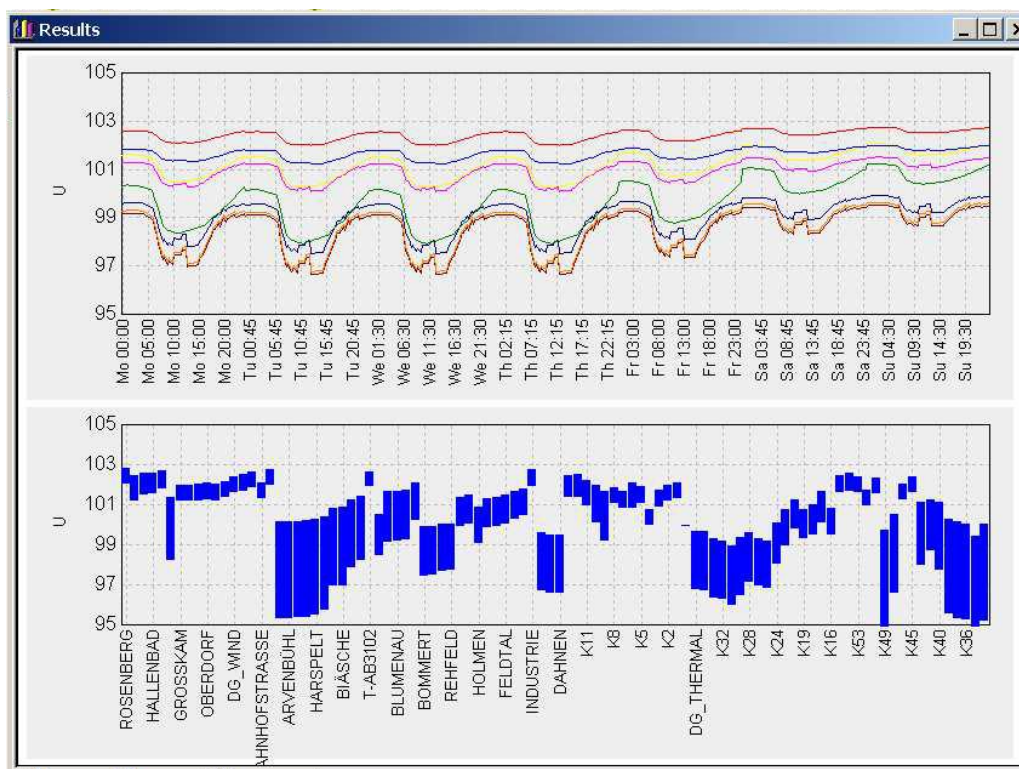 Results
105
103
101
99
97
95
U
Mo 00:00
Mo 05:00
Mo 10:00
Mo 15:00
Mo 20:00
Tu 00:45
Tu 05:45
Tu 10:45
Tu 15:45
Tu 20:45
We 01:30
We 06:30
We 11:30
We 16:30
We 21:30
Th 02:15
Th 07:15
Th 12:15
Th 17:15
Th 22:15
Fr 03:00
Fr 08:00
Fr 13:00
Fr 18:00
Fr 23:00
Sa 03:45
Sa 08:45
Sa 13:45
Sa 18:45
Sa 23:45
Su 04:30
Su 09:30
Su 14:30
Su 19:30
105
103
101
99
97
95
U
ROSENBERG
HALLENBAD
GROSSKAM
OBERDORF
DG_WIND
AHNHOFSTRASSE
ARVENBÜHL
HARSPELT
BIÄSCHE
T-AB3102
BLUMENAU
BOMMERT
REHFELD
HOLMEN
FELDTAL
INDUSTRIE
DAHNEN
K11
K8
K5
K2
DG_THERMAL
K32
K28
K24
K19
K16
K53
K49
K45
K40
K36